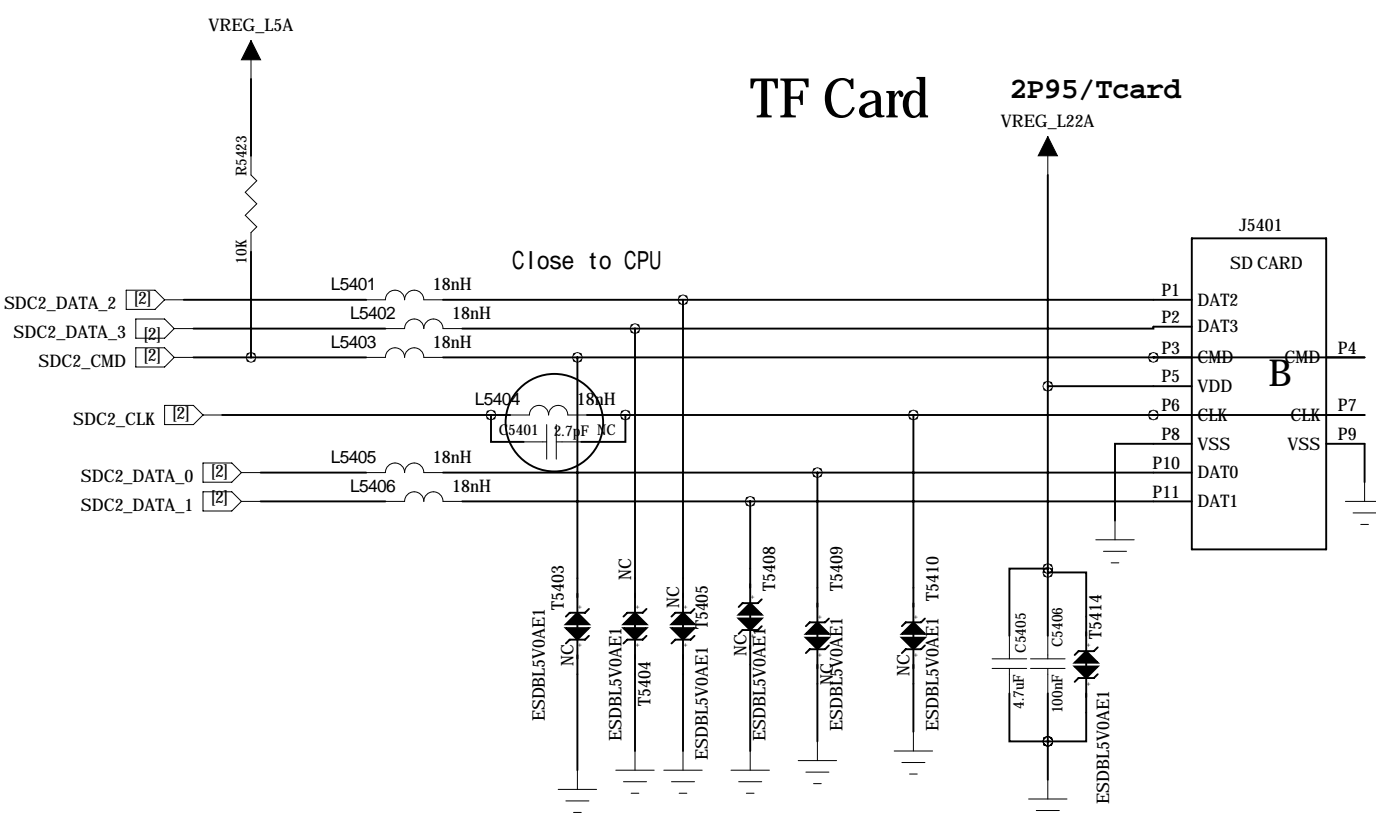 VREG_L5A
TF Card
2P95/Tcard
VREG_L22A
R5423
10K
J5401
SD CARD
B
Close to CPU
SDC2_DATA_2 [2] L5401 18nH P1 DAT2
SDC2_DATA_3 [2] L5402 18nH P2 DAT3
SDC2_CMD [2] L5403 18nH P3 CMD CMD P4
P5 VDD
SDC2_CLK [2] L5404 18nH P6 CLK CLK P7
C5401 2.7pF NC
P8 VSS VSS P9
SDC2_DATA_0 [2] L5405 18nH P10 DAT0
SDC2_DATA_1 [2] L5406 18nH P11 DAT1
T5403 NC ESDBL5V0AE1
T5404 NC ESDBL5V0AE1
T5405 NC ESDBL5V0AE1
T5408 NC ESDBL5V0AE1
T5409 NC ESDBL5V0AE1
T5410 NC ESDBL5V0AE1
C5405 4.7uF
C5406 100nF
T5414 ESDBL5V0AE1